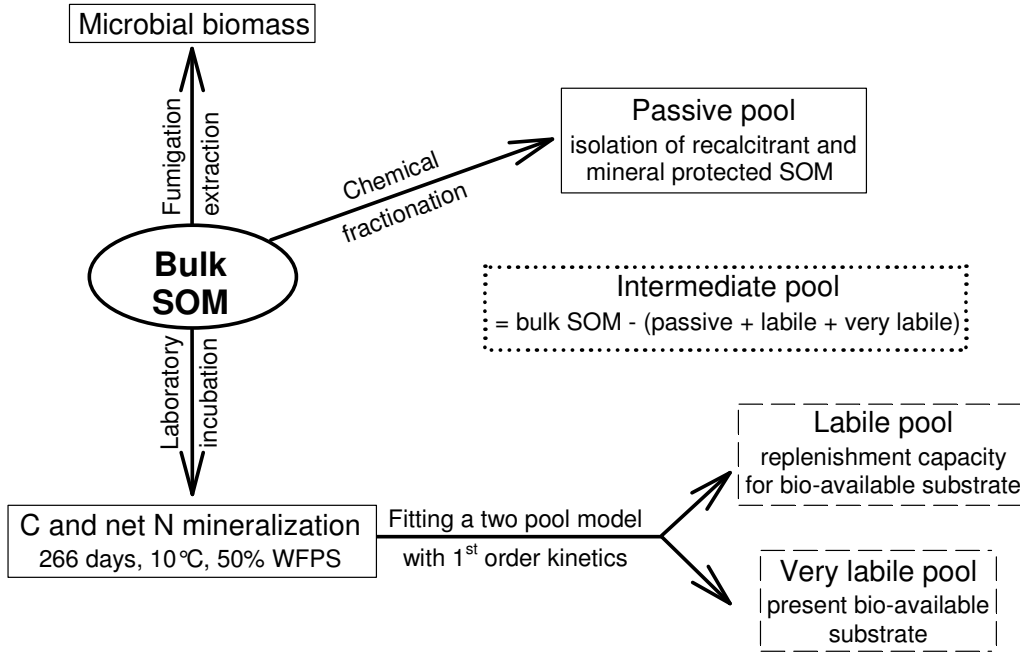 Microbial biomass
Fumigation
extraction
Passive pool
isolation of recalcitrant and
mineral protected SOM
Chemical
fractionation
Bulk
SOM
Intermediate pool
= bulk SOM - (passive + labile + very labile)
Laboratory
incubation
Labile pool
replenishment capacity
for bio-available substrate
C and net N mineralization
266 days, 10°C, 50% WFPS
Fitting a two pool model
with 1st order kinetics
Very labile pool
present bio-available
substrate